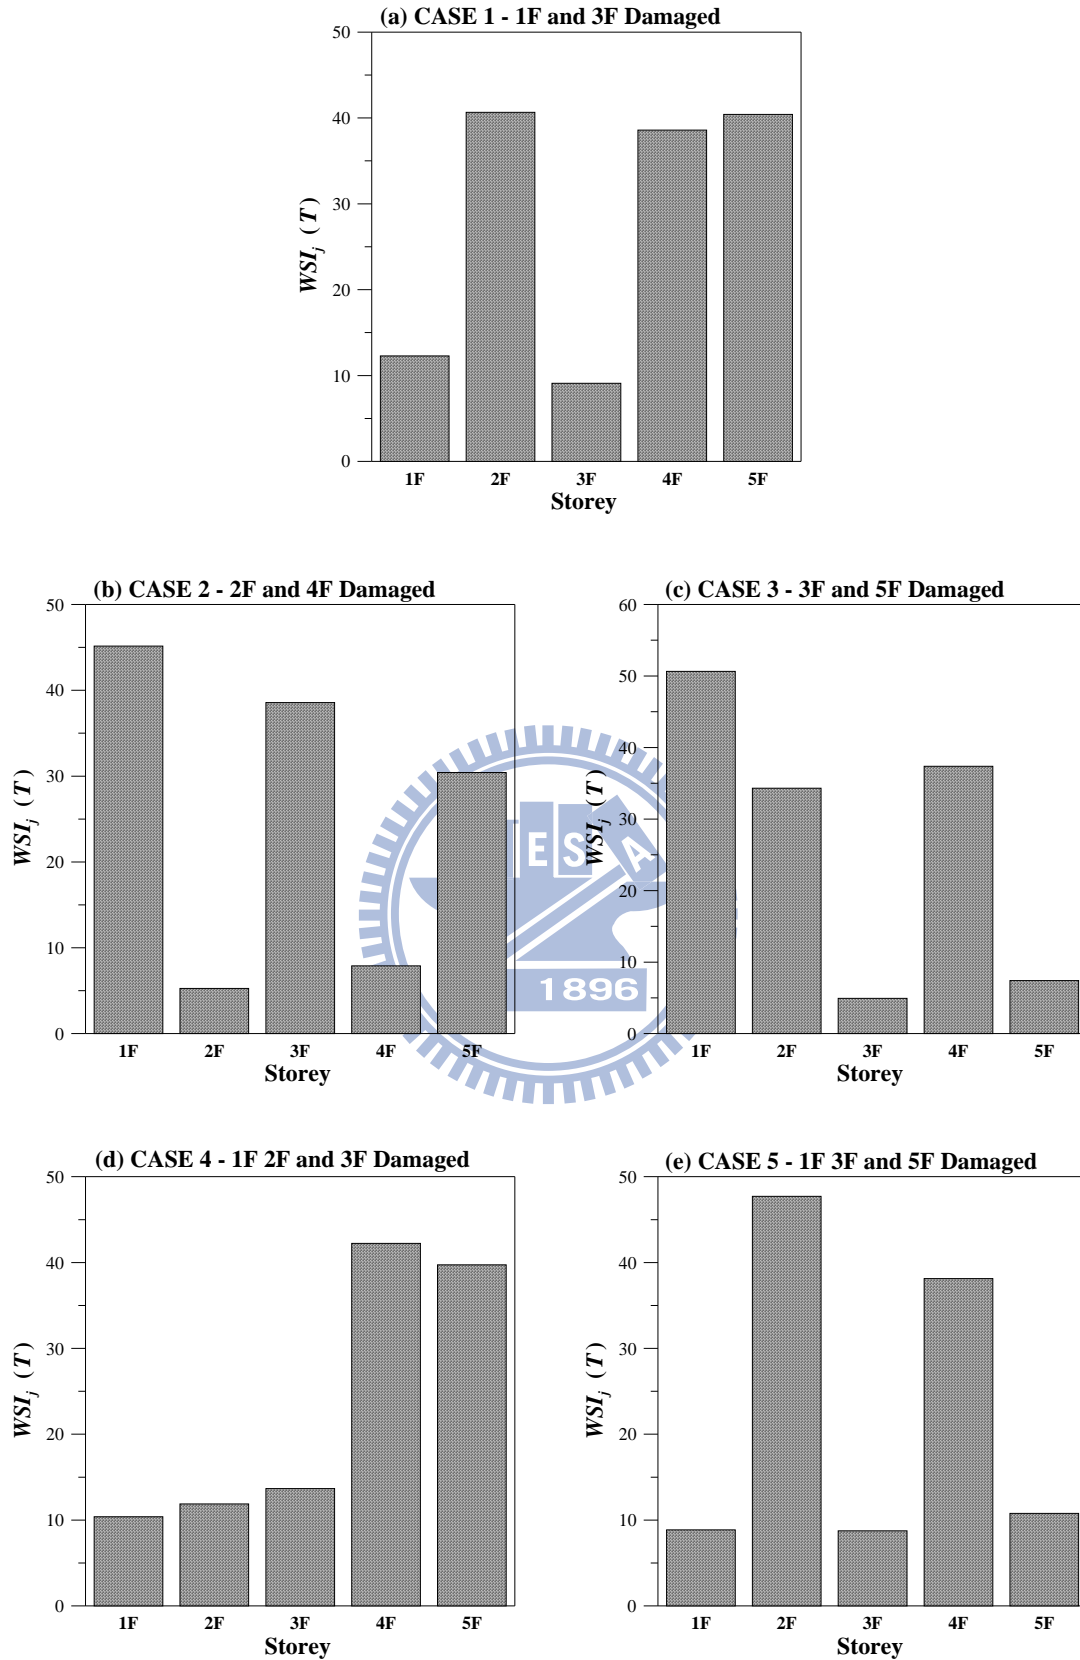 (a) CASE 1 - 1F and 3F Damaged
50
40
30
20
10
0
WSIj (T)
1F 2F 3F 4F 5F
Storey
(b) CASE 2 - 2F and 4F Damaged
50
40
30
20
10
0
WSIj (T)
1F 2F 3F 4F 5F
Storey
(c) CASE 3 - 3F and 5F Damaged
60
50
40
30
20
10
0
WSIj (T)
1F 2F 3F 4F 5F
Storey
E S A
1896
(d) CASE 4 - 1F 2F and 3F Damaged
50
40
30
20
10
0
WSIj (T)
1F 2F 3F 4F 5F
Storey
(e) CASE 5 - 1F 3F and 5F Damaged
50
40
30
20
10
0
WSIj (T)
1F 2F 3F 4F 5F
Storey